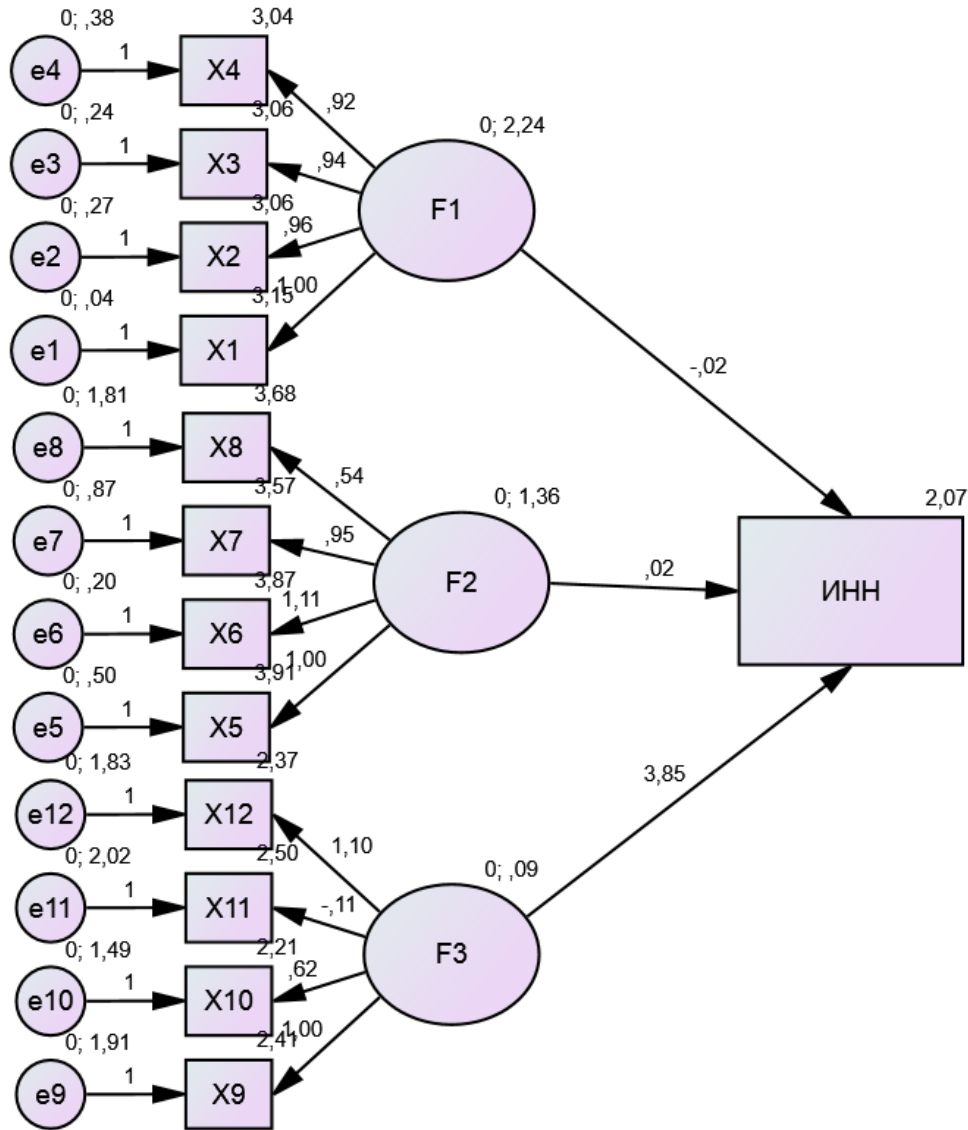 0; ,38
3,04
e4
1
X4
,92
0; ,24
3,06
e3
1
X3
,94
0; 2,24
F1
0; ,27
3,06
e2
1
X2
,96
0; ,04
3,15
1,00
e1
1
X1
-,02
0; 1,81
3,68
e8
1
X8
,54
0; ,87
3,57
e7
1
X7
,95
0; 1,36
F2
,02
2,07
ИНН
0; ,20
3,87
e6
1
X6
1,11
0; ,50
3,91
1,00
e5
1
X5
0; 1,83
2,37
e12
1
X12
1,10
3,85
0; 2,02
2,50
e11
1
X11
-,11
0; ,09
F3
0; 1,49
2,21
e10
1
X10
,62
0; 1,91
2,41
1,00
e9
1
X9